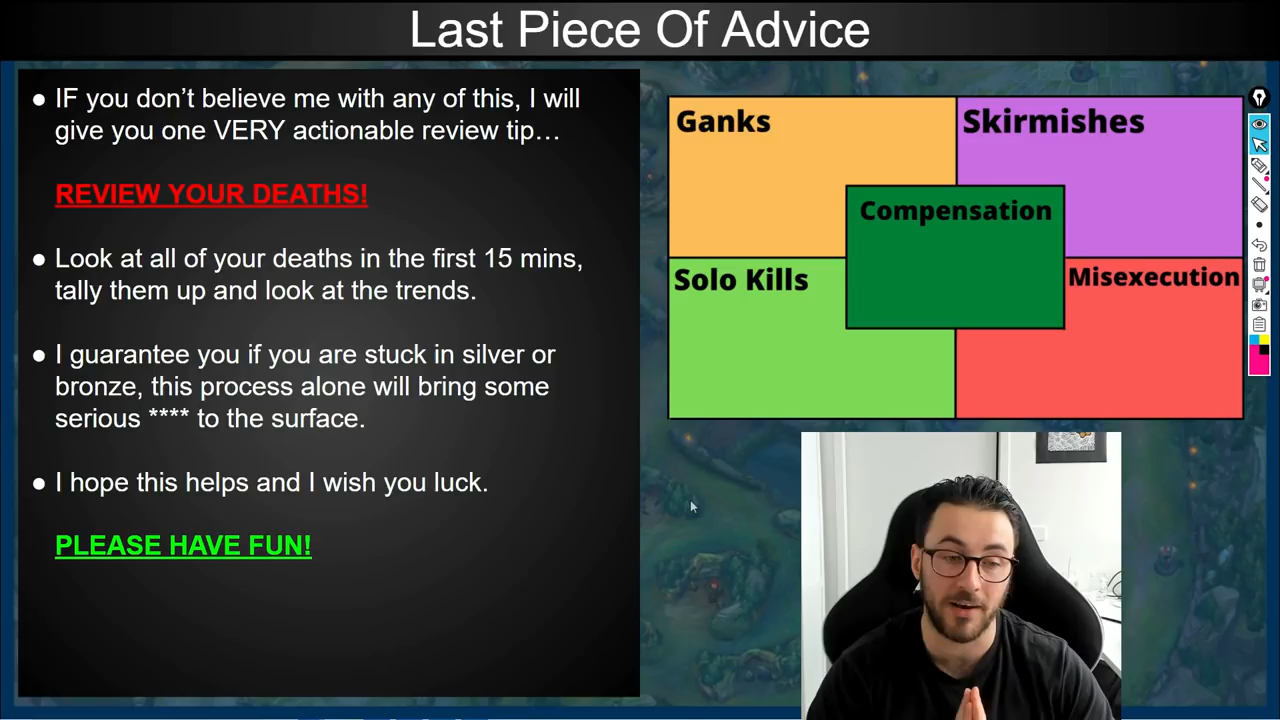 Last Piece Of Advice
● IF you don't believe me with any of this, I will
give you one VERY actionable review tip…
REVIEW YOUR DEATHS!
● Look at all of your deaths in the first 15 mins,
tally them up and look at the trends.
● I guarantee you if you are stuck in silver or
bronze, this process alone will bring some
serious **** to the surface.
● I hope this helps and I wish you luck.
PLEASE HAVE FUN!
Ganks
Skirmishes
Compensation
Solo Kills
Misexecution